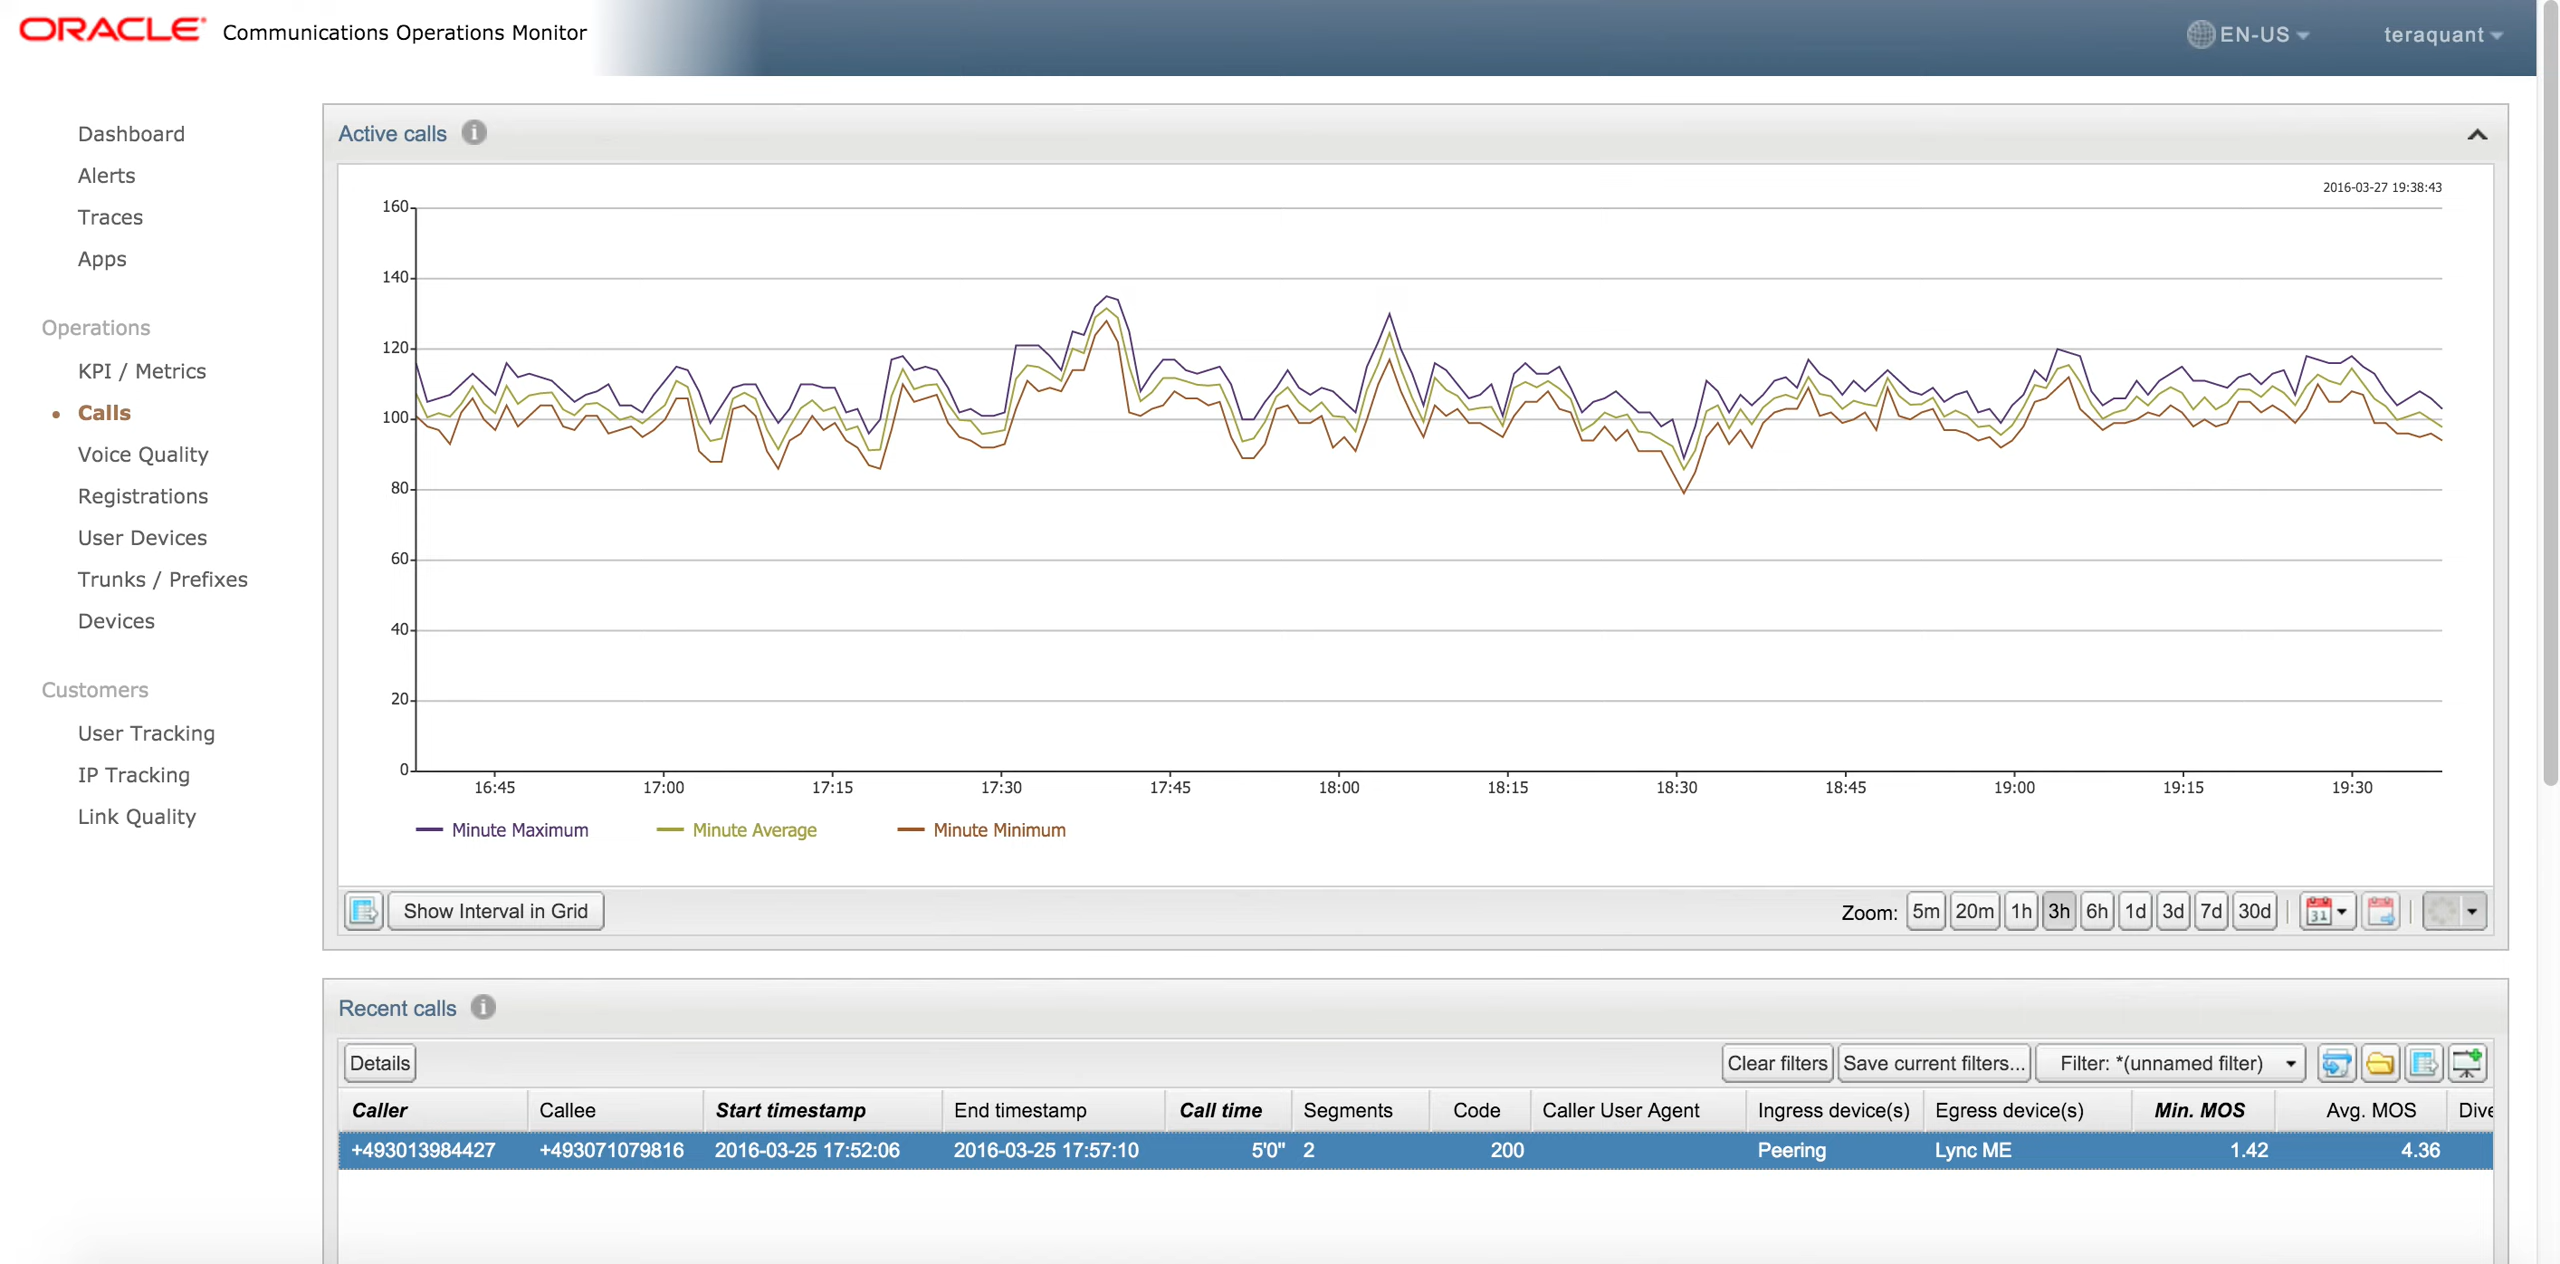 ORACLE Communications Operations Monitor
EN-US
teraquant
Dashboard
Alerts
Traces
Apps
Operations
KPI / Metrics
Calls
Voice Quality
Registrations
User Devices
Trunks / Prefixes
Devices
Customers
User Tracking
IP Tracking
Link Quality
Active calls
2016-03-27 19:38:43
160
140
120
100
80
60
40
20
0
16:45 17:00 17:15 17:30 17:45 18:00 18:15 18:30 18:45 19:00 19:15 19:30
Minute Maximum Minute Average Minute Minimum
Show Interval in Grid
Zoom: 5m 20m 1h 3h 6h 1d 3d 7d 30d 31
Recent calls
Details
Clear filters Save current filters... Filter: *(unnamed filter)
Caller Callee Start timestamp End timestamp Call time Segments Code Caller User Agent Ingress device(s) Egress device(s) Min. MOS Avg. MOS Dive
+493013984427 +493071079816 2016-03-25 17:52:06 2016-03-25 17:57:10 5'0" 2 200 Peering Lync ME 1.42 4.36